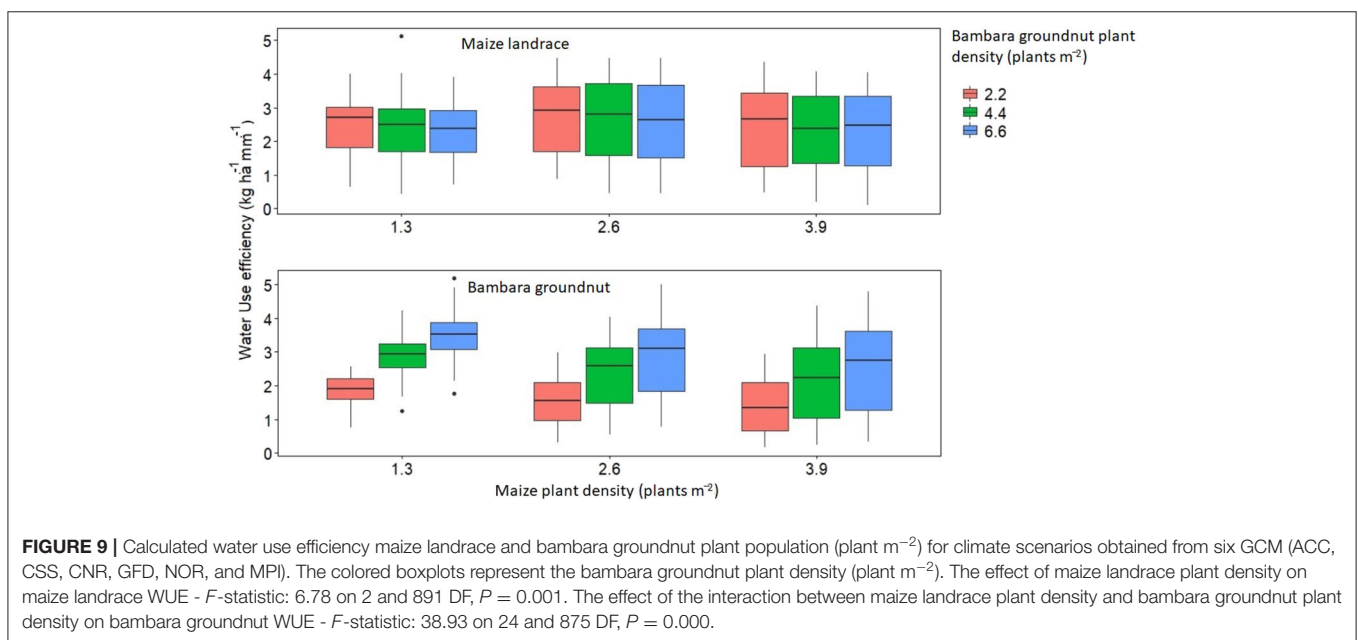 Maize landrace
Bambara groundnut plant
density (plants m⁻²)
2.2
4.4
6.6
5
4
3
2
1
0
1.3
2.6
3.9
Water Use efficiency (kg ha⁻¹ mm⁻¹)
Bambara groundnut
5
4
3
2
1
0
1.3
2.6
3.9
Maize plant density (plants m⁻²)
FIGURE 9 | Calculated water use efficiency maize landrace and bambara groundnut plant population (plant m⁻²) for climate scenarios obtained from six GCM (ACC,
CSS, CNR, GFD, NOR, and MPI). The colored boxplots represent the bambara groundnut plant density (plant m⁻²). The effect of maize landrace plant density on
maize landrace WUE - F-statistic: 6.78 on 2 and 891 DF, P = 0.001. The effect of the interaction between maize landrace plant density and bambara groundnut plant
density on bambara groundnut WUE - F-statistic: 38.93 on 24 and 875 DF, P = 0.000.